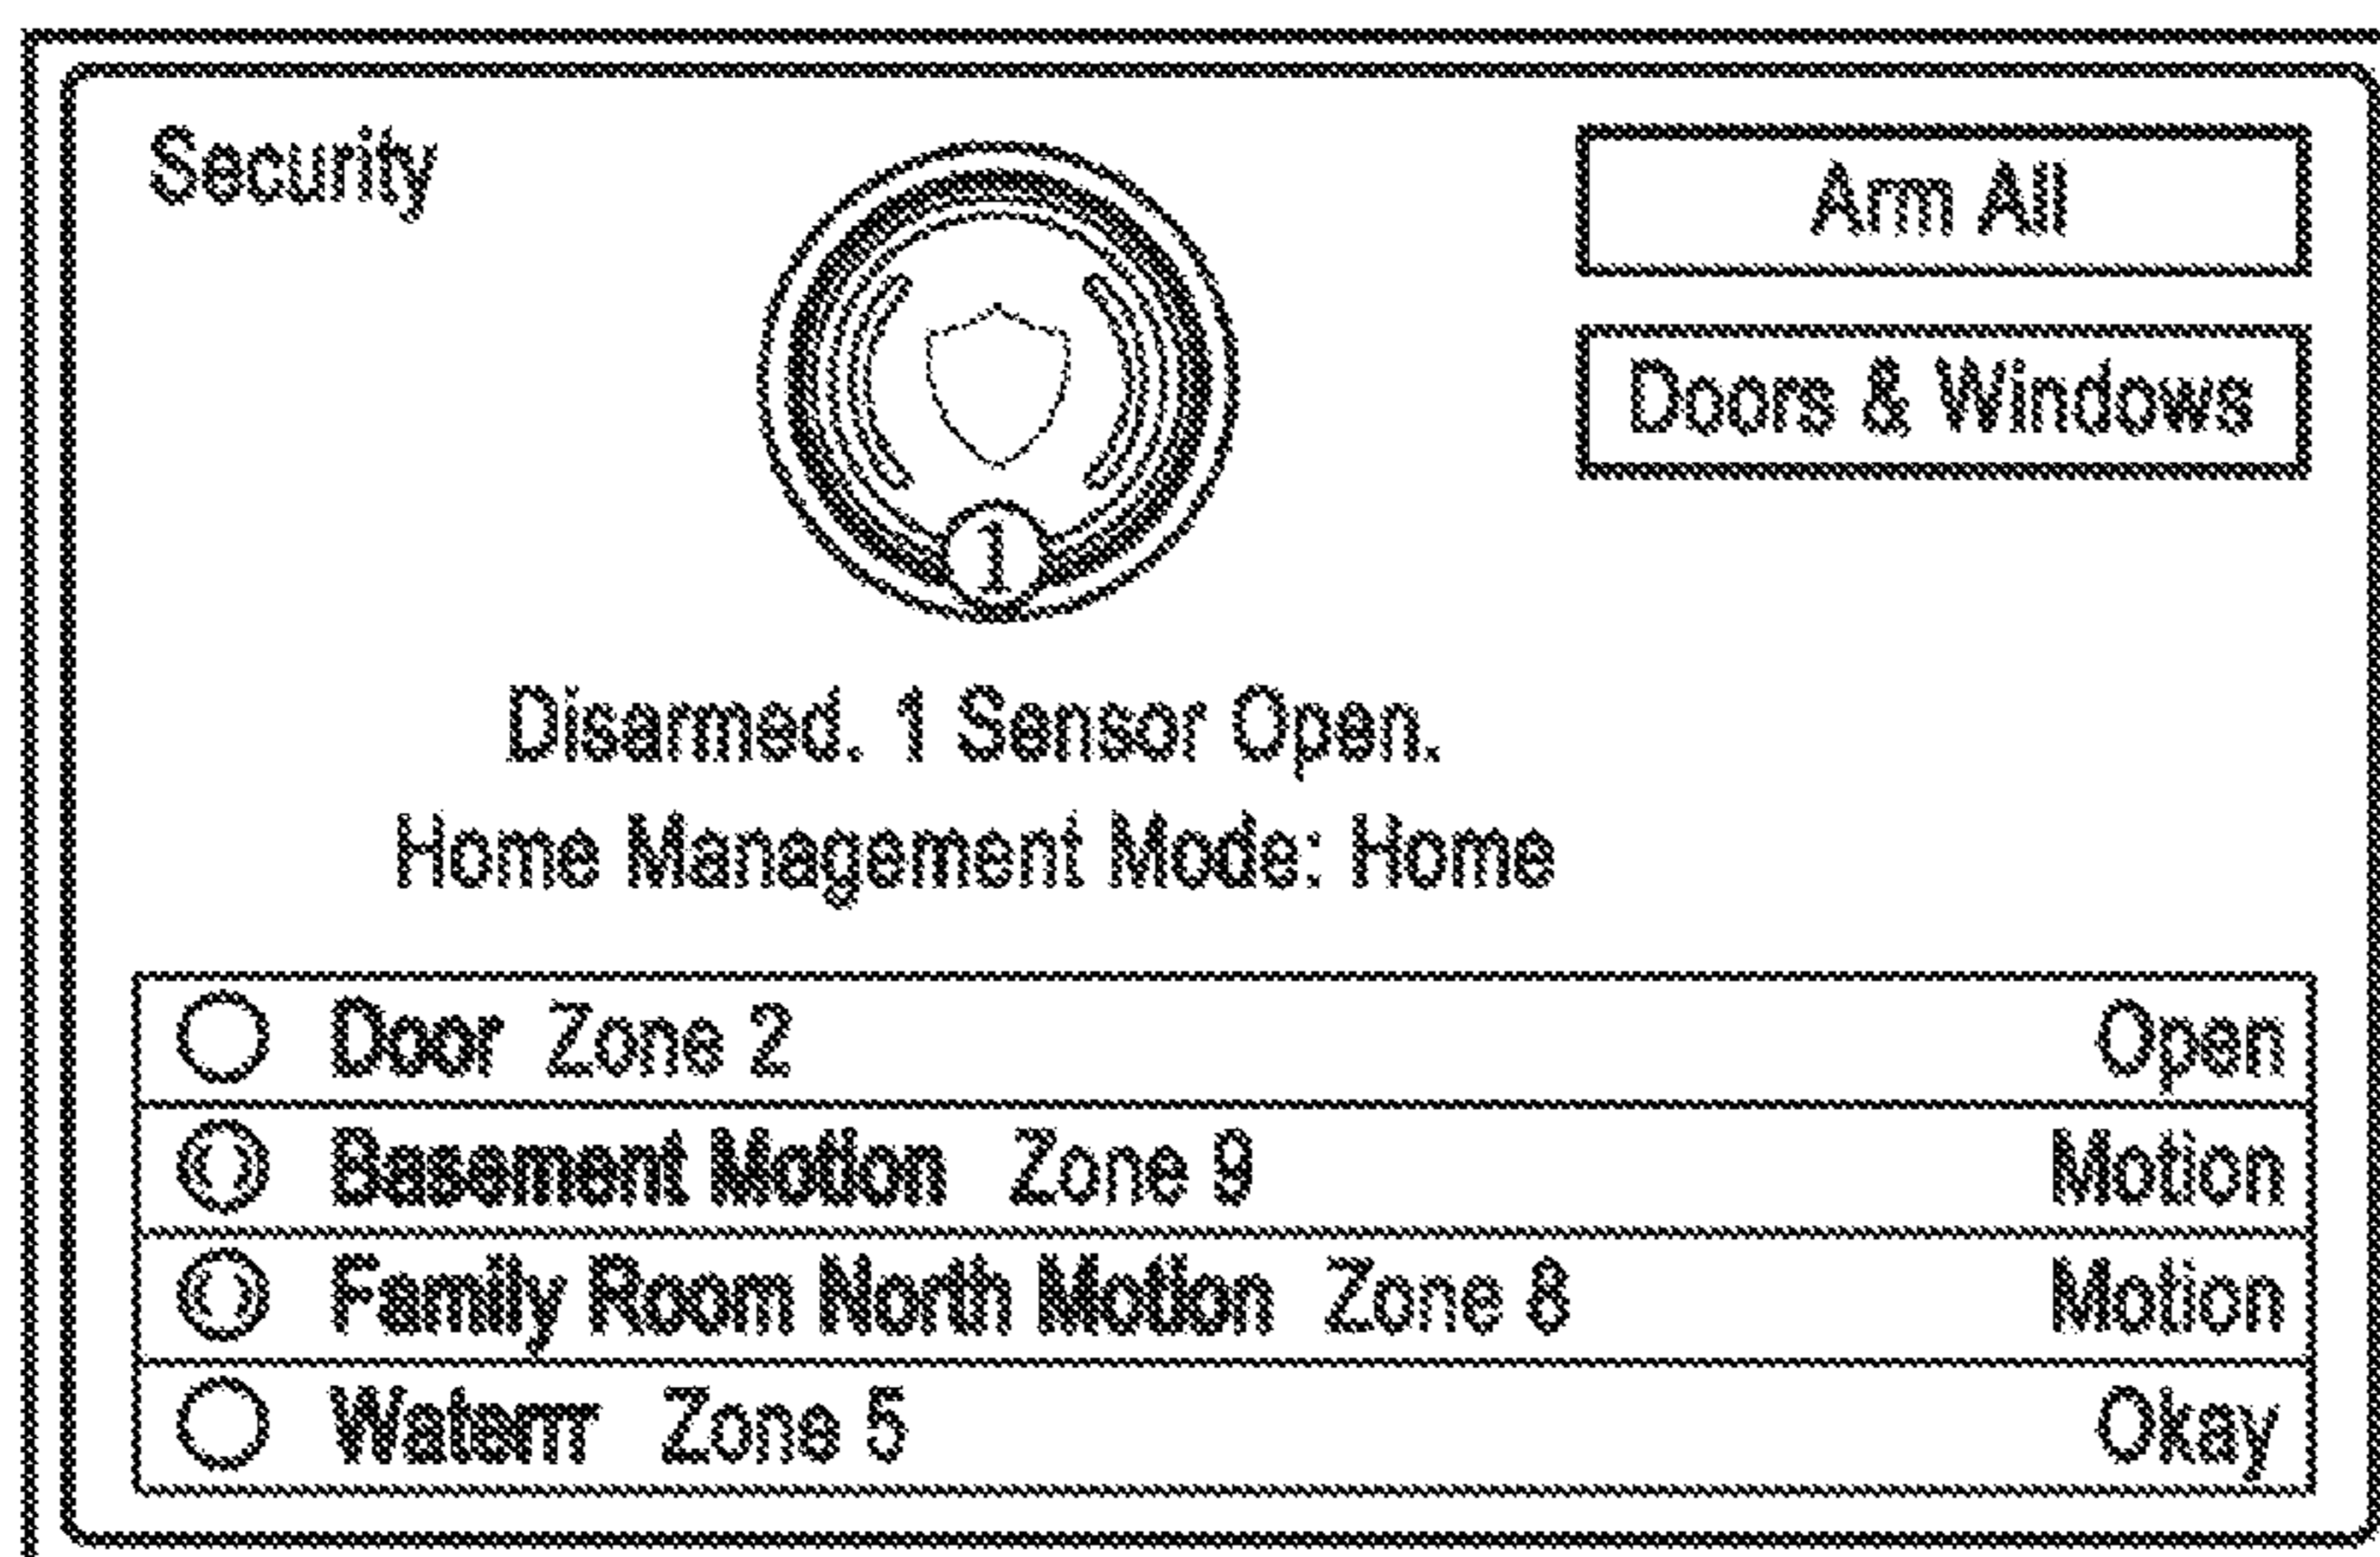 Security
Arm All
Doors & Windows
1
Disarmed. 1 Sensor Open.
Home Management Mode: Home
Door Zone 2 Open
Basement Motion Zone 9 Motion
Family Room North Motion Zone 8 Motion
Waterrr Zone 5 Okay